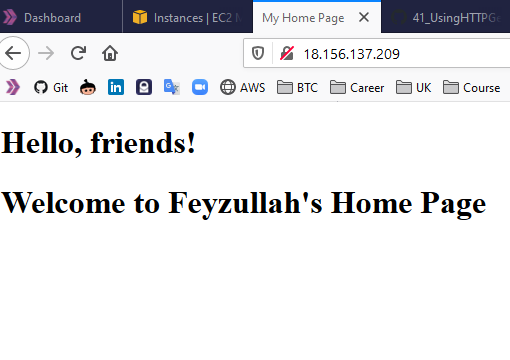 Dashboard
Instances | EC2 M
My Home Page
41_UsingHTTPGe
18.156.137.209
Git
AWS
BTC
Career
UK
Course
Hello, friends!
Welcome to Feyzullah's Home Page